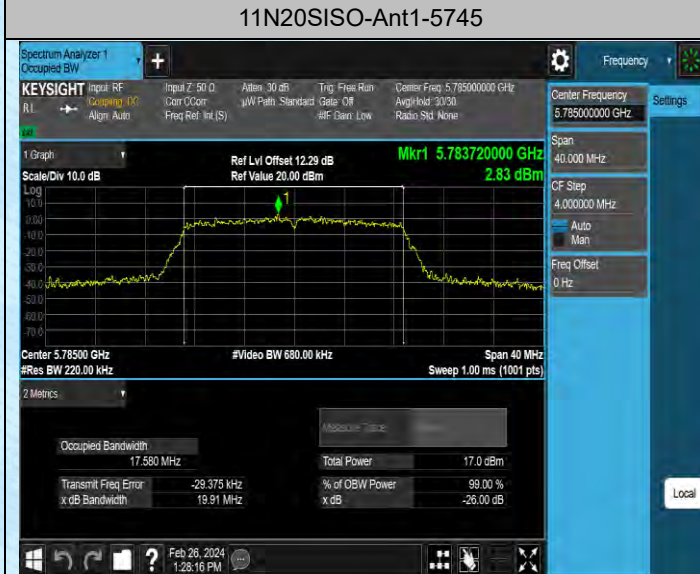 11N20SISO-Ant1-5745
Spectrum Analyzer 1
Occupied BW
Frequency
KEYSIGHT
Input: RF
Coupling: DC
Align: Auto
Input Z: 50 Ω
Corr CCorr
Freq Ref: Int (S)
Atten: 30 dB
µW Path: Standard
Trig: Free Run
Gate: Off
#IF Gain: Low
Center Freq: 5.785000000 GHz
Avg|Hold: 30/30
Radio Std: None
Center Frequency
5.785000000 GHz
Settings
Span
40.000 MHz
CF Step
4.000000 MHz
Auto
Man
Freq Offset
0 Hz
1 Graph
Scale/Div 10.0 dB
Log
Ref Lvl Offset 12.29 dB
Ref Value 20.00 dBm
Mkr1 5.783720000 GHz
2.83 dBm
10.0
0.00
-10.0
-20.0
-30.0
-40.0
-50.0
-60.0
-70.0
1
Center 5.78500 GHz
#Video BW 680.00 kHz
Span 40 MHz
#Res BW 220.00 kHz
Sweep 1.00 ms (1001 pts)
2 Metrics
Measure Trace
Occupied Bandwidth
17.580 MHz
Total Power
17.0 dBm
Transmit Freq Error
-29.375 kHz
% of OBW Power
99.00 %
x dB Bandwidth
19.91 MHz
x dB
-26.00 dB
Local
Feb 26, 2024
1:28:16 PM